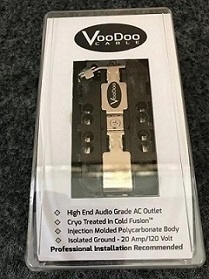 VooDoo
CABLE
VooDoo
High End Audio Grade AC Outlet
Cryo Treated in Cold Fusion™
Injection Molded Polycarbonate Body
Isolated Ground - 20 Amp/120 Volt
Professional Installation Recommended